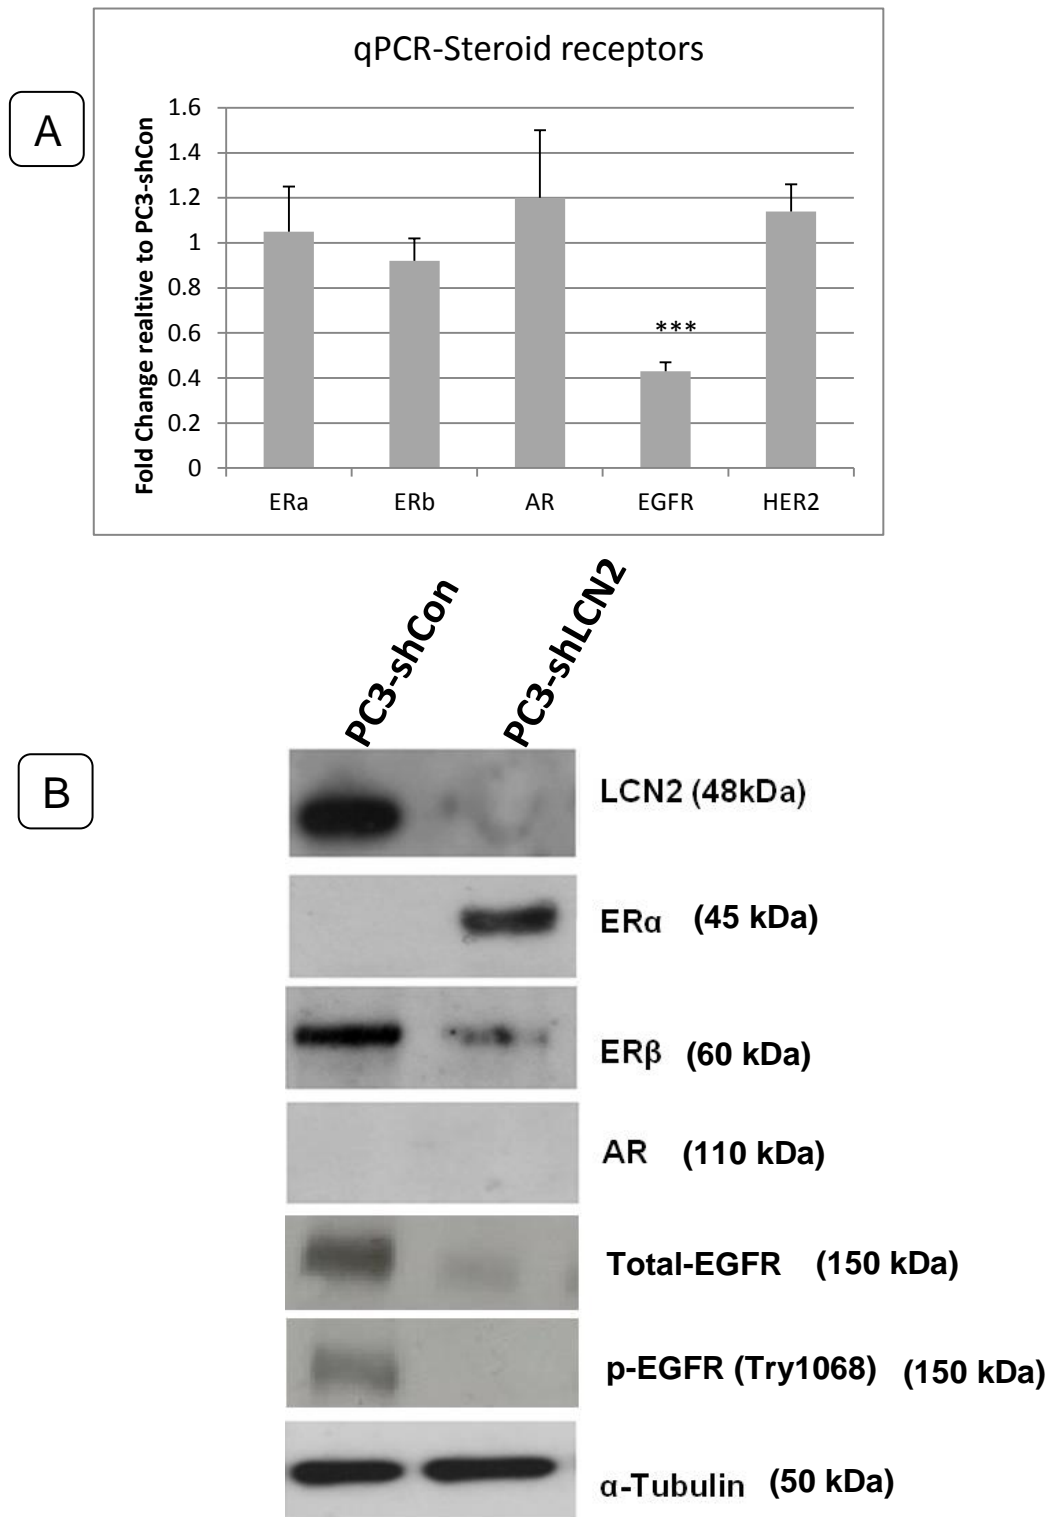 qPCR-Steroid receptors
A
Fold Change realtive to PC3-shCon
1.6
1.4
1.2
1
0.8
0.6
0.4
0.2
0
***
ERa ERb AR EGFR HER2
PC3-shCon
PC3-shLCN2
B
LCN2 (48kDa)
ERα (45 kDa)
ERβ (60 kDa)
AR (110 kDa)
Total-EGFR (150 kDa)
p-EGFR (Try1068) (150 kDa)
α-Tubulin (50 kDa)